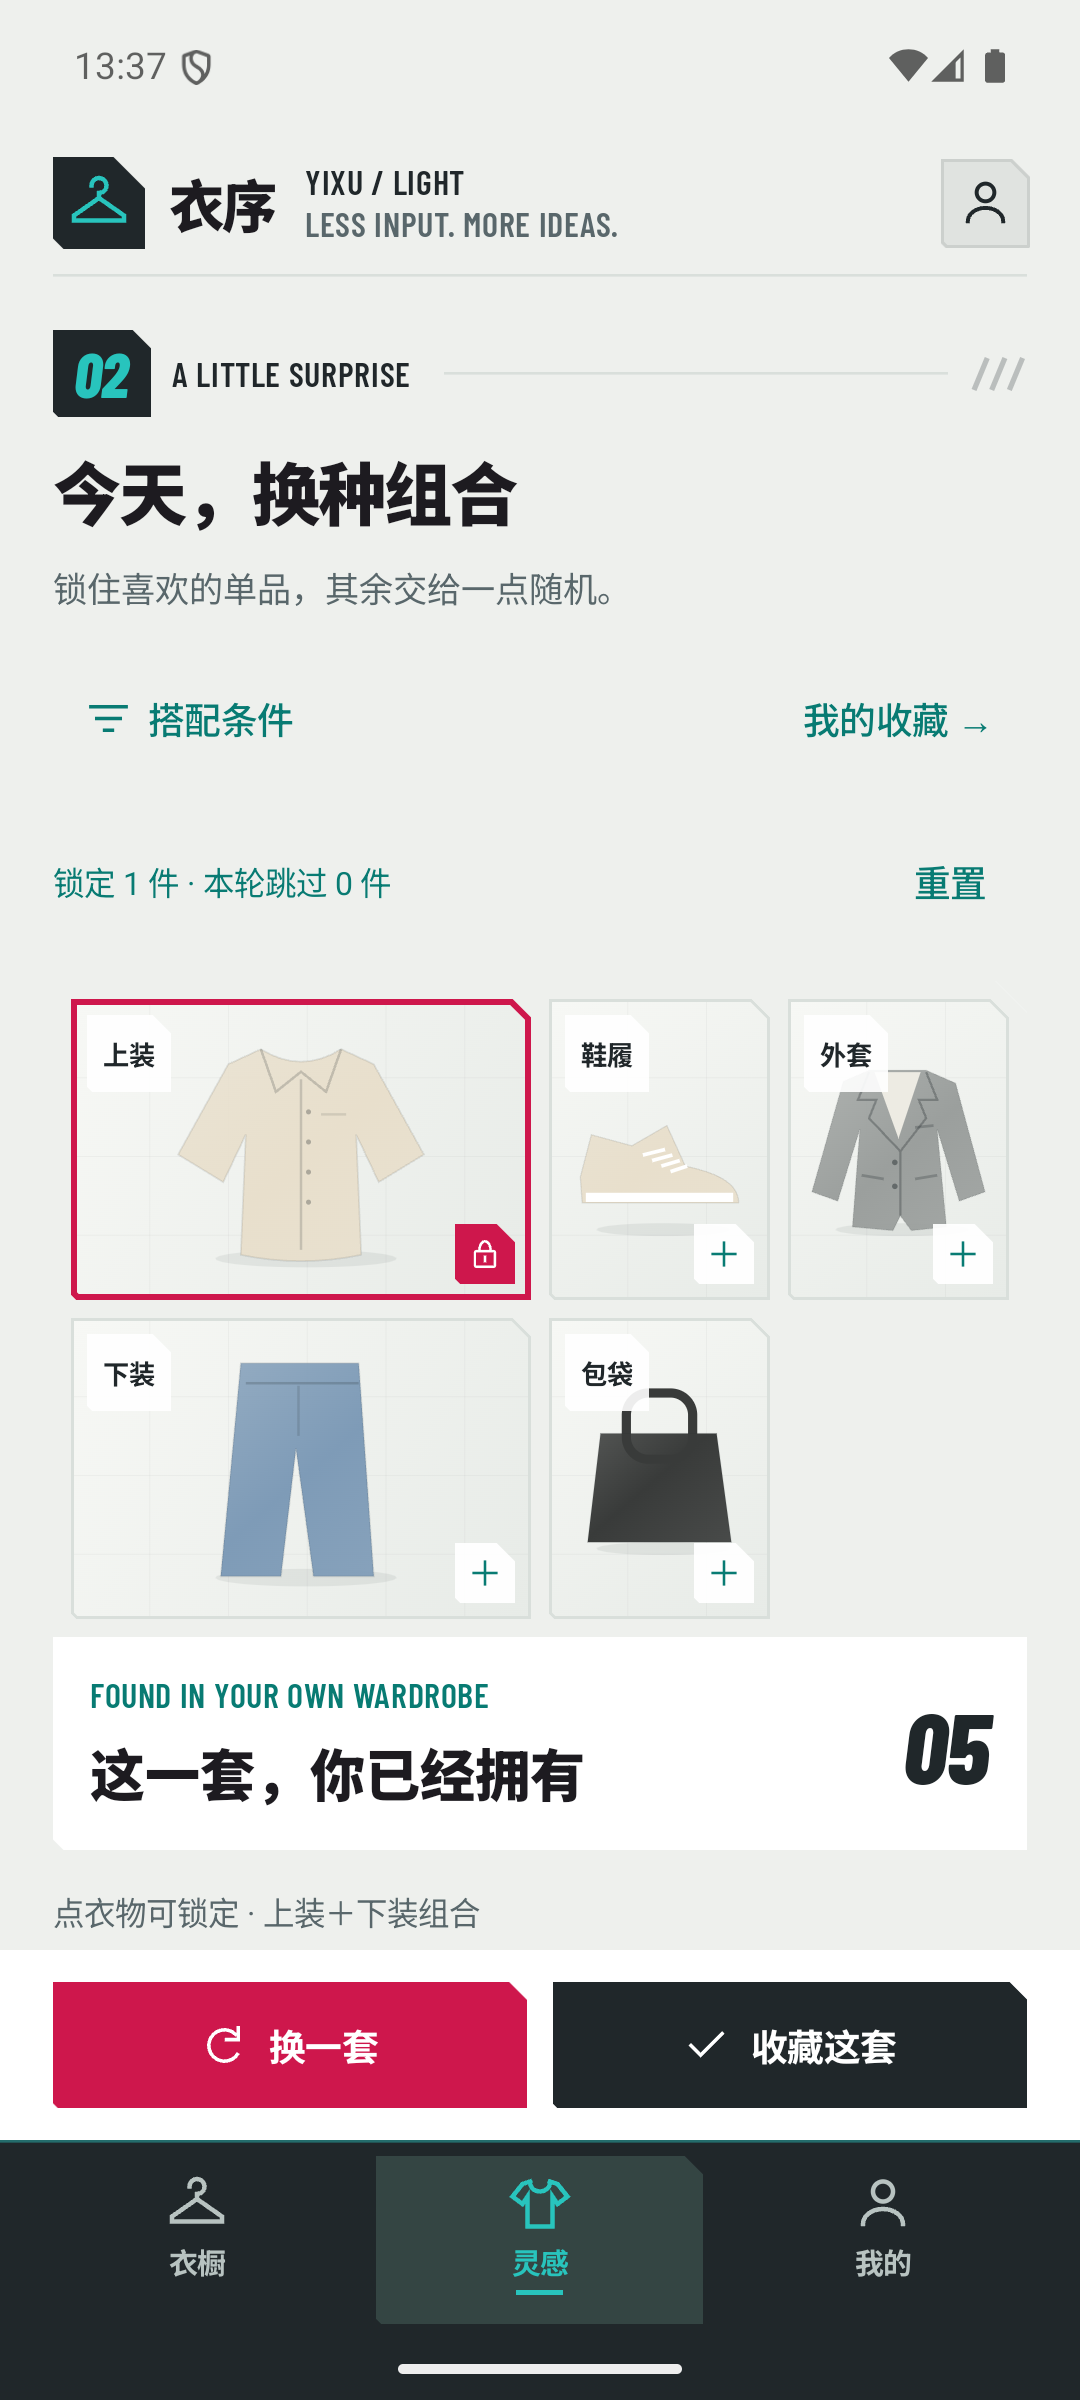 13:37
衣序
YIXU / LIGHT
LESS INPUT. MORE IDEAS.
02
A LITTLE SURPRISE
今天，换种组合
锁住喜欢的单品，其余交给一点随机。
搭配条件
我的收藏 →
锁定 1 件 · 本轮跳过 0 件
重置
上装
鞋履
外套
下装
包袋
FOUND IN YOUR OWN WARDROBE
这一套，你已经拥有
05
点衣物可锁定 · 上装＋下装组合
换一套
收藏这套
衣橱
灵感
我的